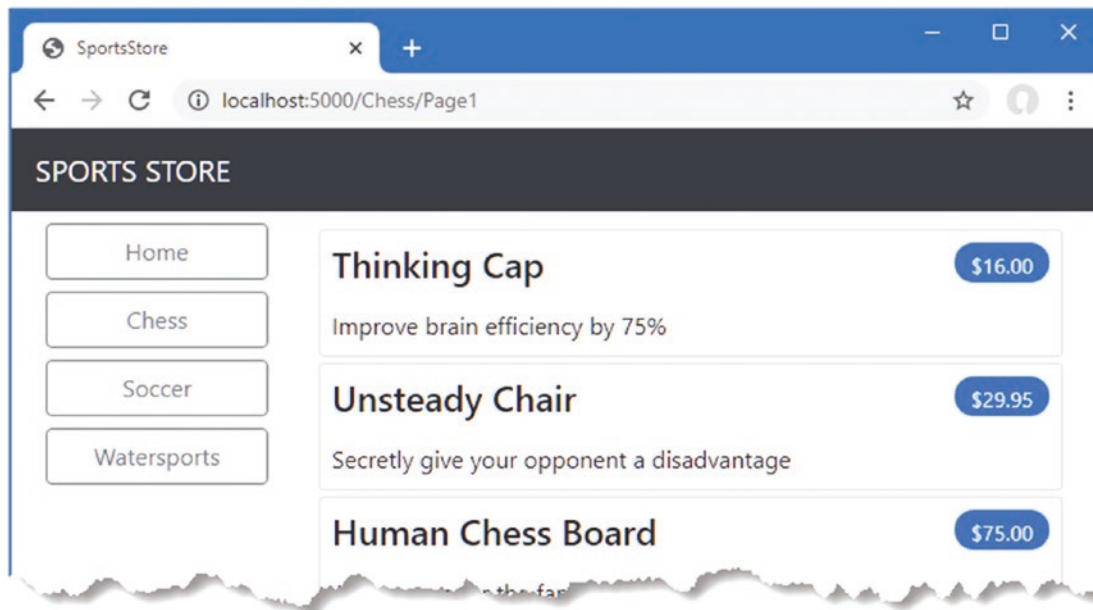 SportsStore
localhost:5000/Chess/Page1
SPORTS STORE
Home
Chess
Soccer
Watersports
Thinking Cap
$16.00
Improve brain efficiency by 75%
Unsteady Chair
$29.95
Secretly give your opponent a disadvantage
Human Chess Board
$75.00
the